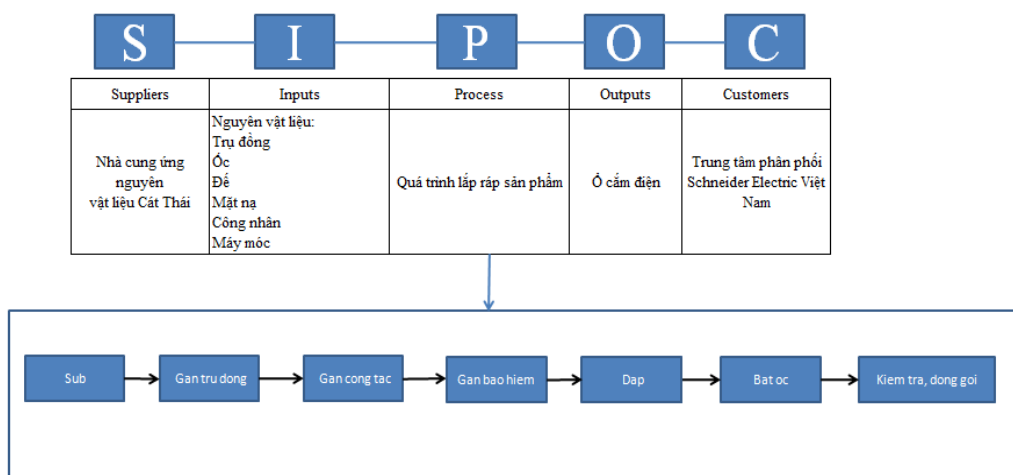 S I P O C
Suppliers Inputs Process Outputs Customers
Nhà cung ứng
nguyên
vật liệu Cát Thái
Nguyên vật liệu:
Trụ đồng
Ốc
Đế
Mặt nạ
Công nhân
Máy móc
Quá trình lắp ráp sản phẩm
Ổ cắm điện
Trung tâm phân phối
Schneider Electric Việt
Nam
Sub
Gan tru dong
Gan cong tac
Gan bao hiem
Dap
Bat oc
Kiem tra, dong goi